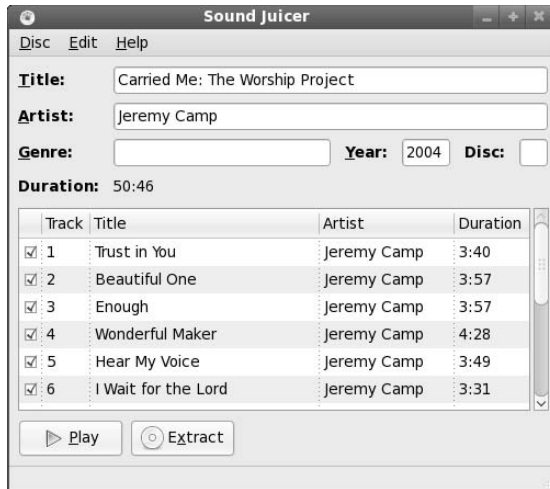 Sound Juicer
Disc Edit Help
Title: Carried Me: The Worship Project
Artist: Jeremy Camp
Genre: Year: 2004 Disc:
Duration: 50:46
Track Title Artist Duration
1 Trust in You Jeremy Camp 3:40
2 Beautiful One Jeremy Camp 3:57
3 Enough Jeremy Camp 3:57
4 Wonderful Maker Jeremy Camp 4:28
5 Hear My Voice Jeremy Camp 3:49
6 I Wait for the Lord Jeremy Camp 3:31
Play Extract